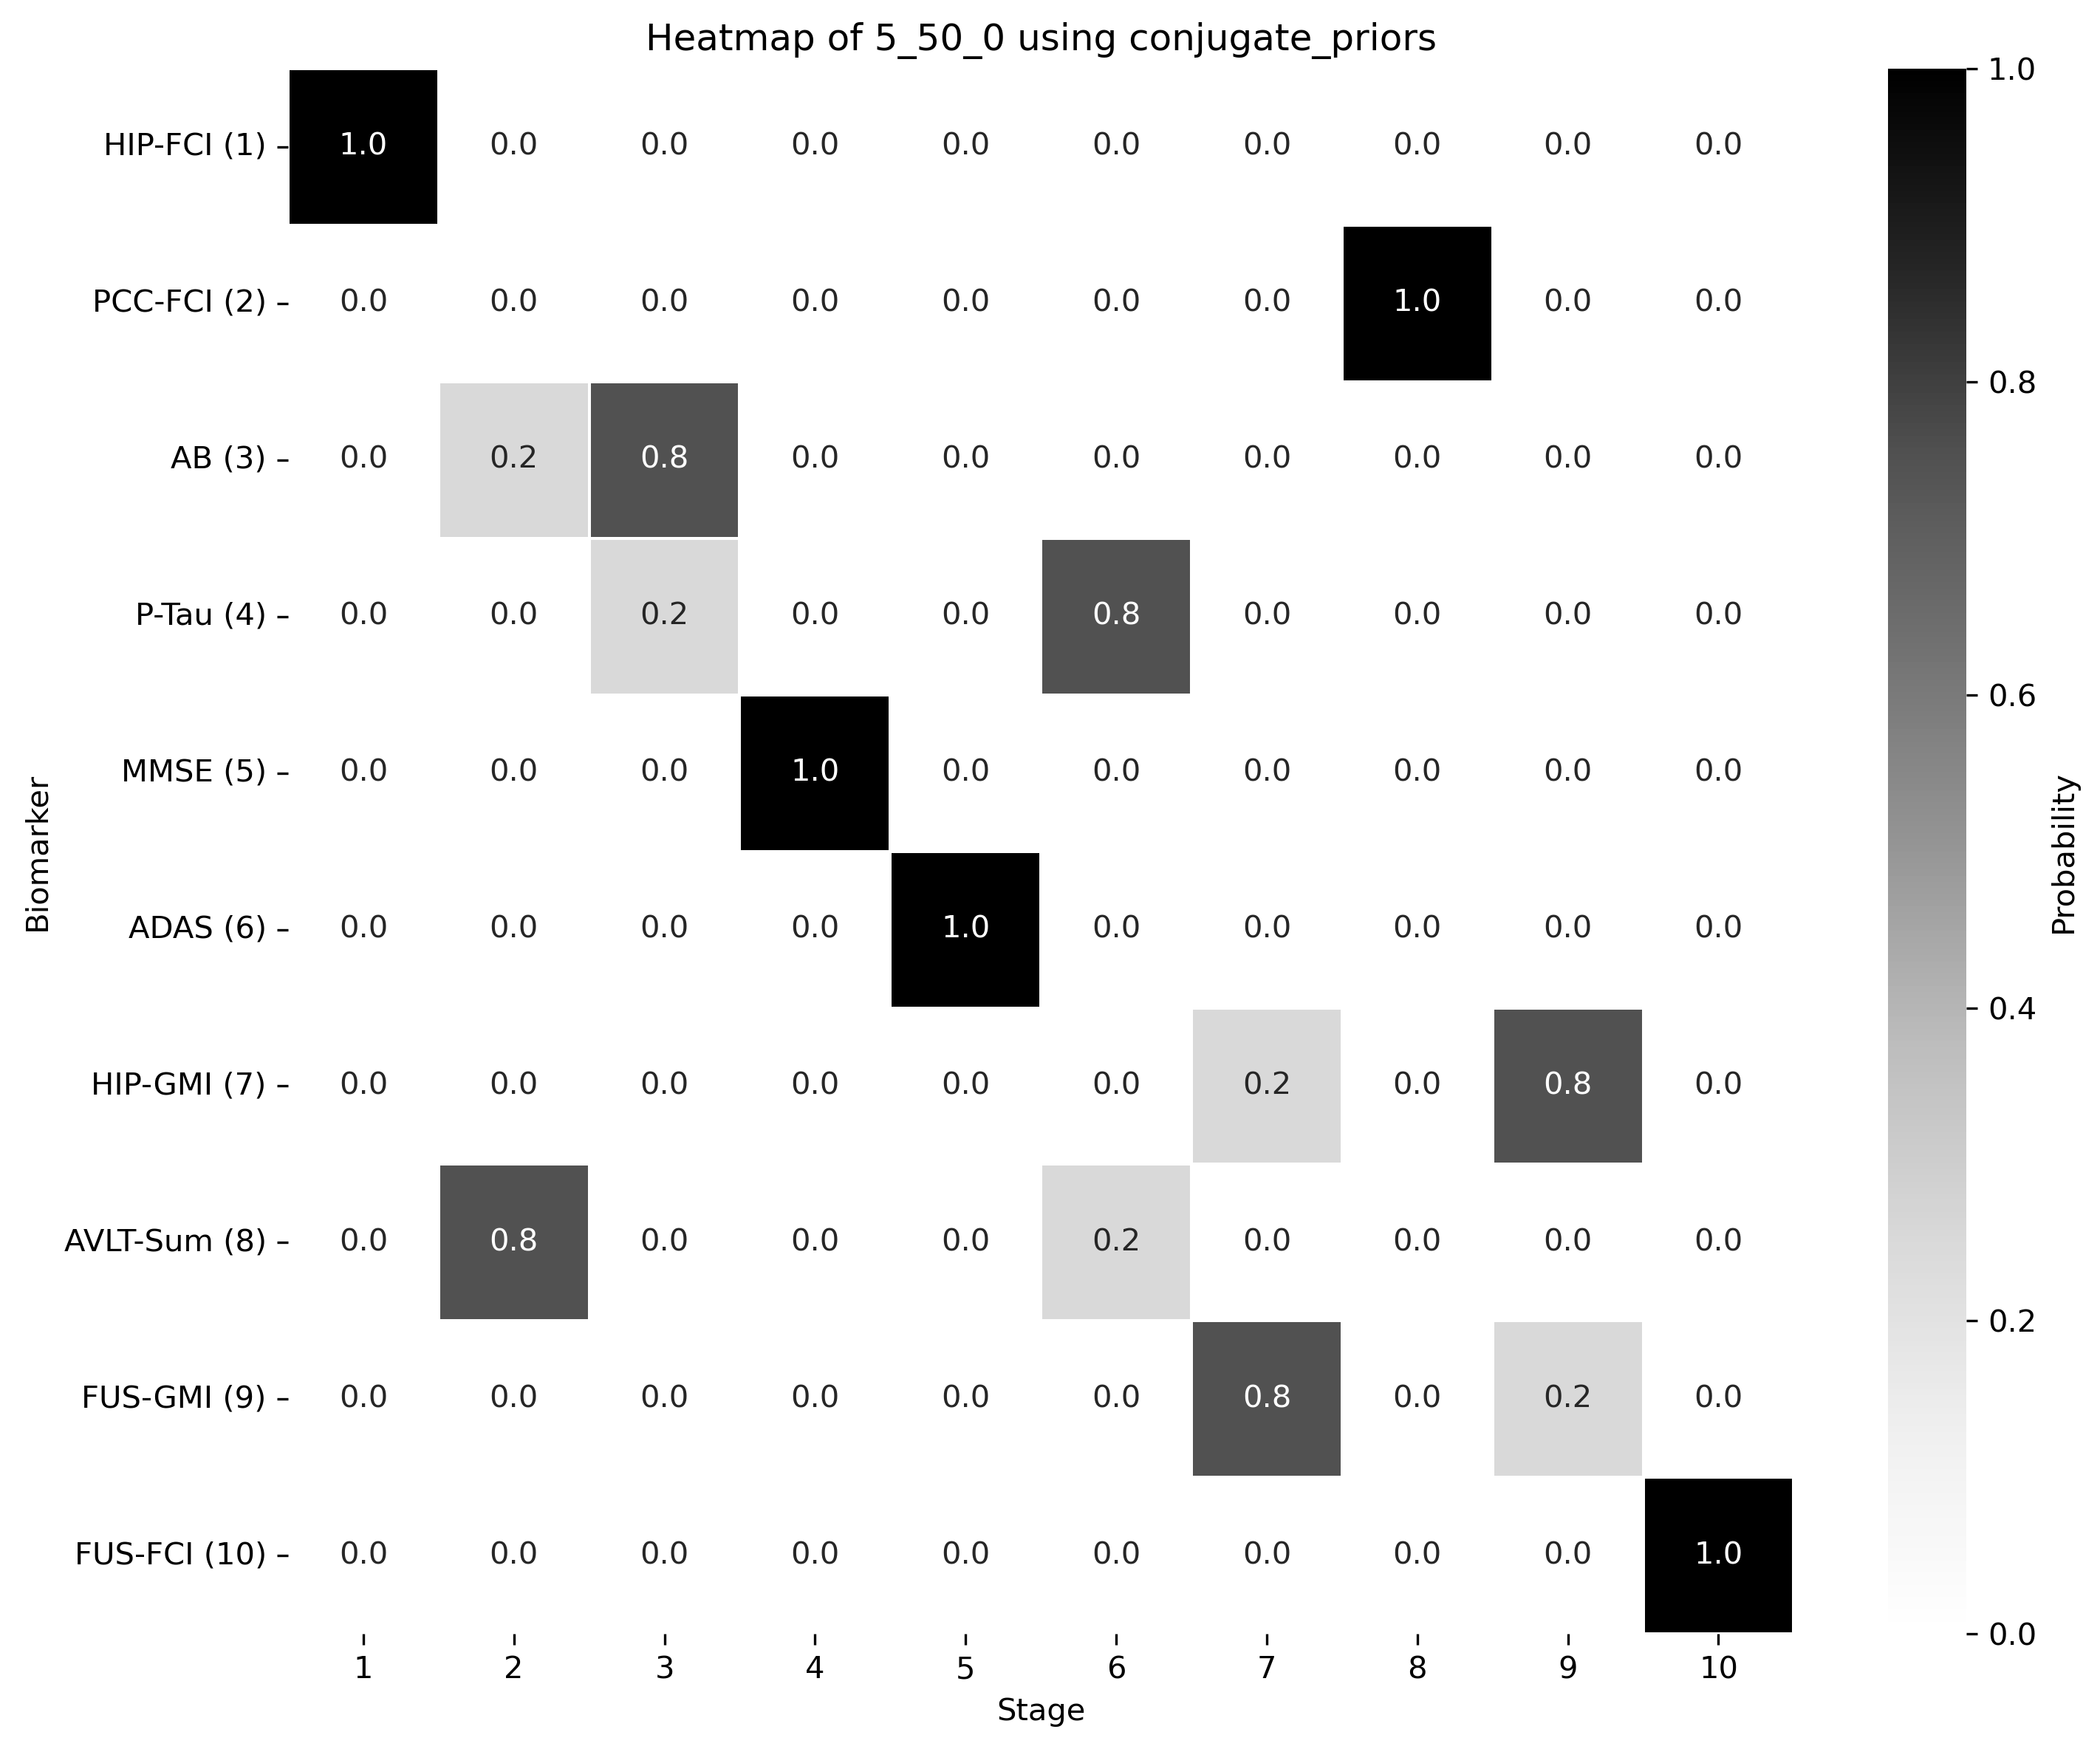 Heatmap of 5_50_0 using conjugate_priors
HIP-FCI (1) 1.0 0.0 0.0 0.0 0.0 0.0 0.0 0.0 0.0 0.0
PCC-FCI (2) 0.0 0.0 0.0 0.0 0.0 0.0 0.0 1.0 0.0 0.0
AB (3) 0.0 0.2 0.8 0.0 0.0 0.0 0.0 0.0 0.0 0.0
P-Tau (4) 0.0 0.0 0.2 0.0 0.0 0.8 0.0 0.0 0.0 0.0
MMSE (5) 0.0 0.0 0.0 1.0 0.0 0.0 0.0 0.0 0.0 0.0
ADAS (6) 0.0 0.0 0.0 0.0 1.0 0.0 0.0 0.0 0.0 0.0
HIP-GMI (7) 0.0 0.0 0.0 0.0 0.0 0.0 0.2 0.0 0.8 0.0
AVLT-Sum (8) 0.0 0.8 0.0 0.0 0.0 0.2 0.0 0.0 0.0 0.0
FUS-GMI (9) 0.0 0.0 0.0 0.0 0.0 0.0 0.8 0.0 0.2 0.0
FUS-FCI (10) 0.0 0.0 0.0 0.0 0.0 0.0 0.0 0.0 0.0 1.0
1 2 3 4 5 6 7 8 9 10
Stage
Biomarker
1.0
0.8
0.6
0.4
0.2
0.0
Probability